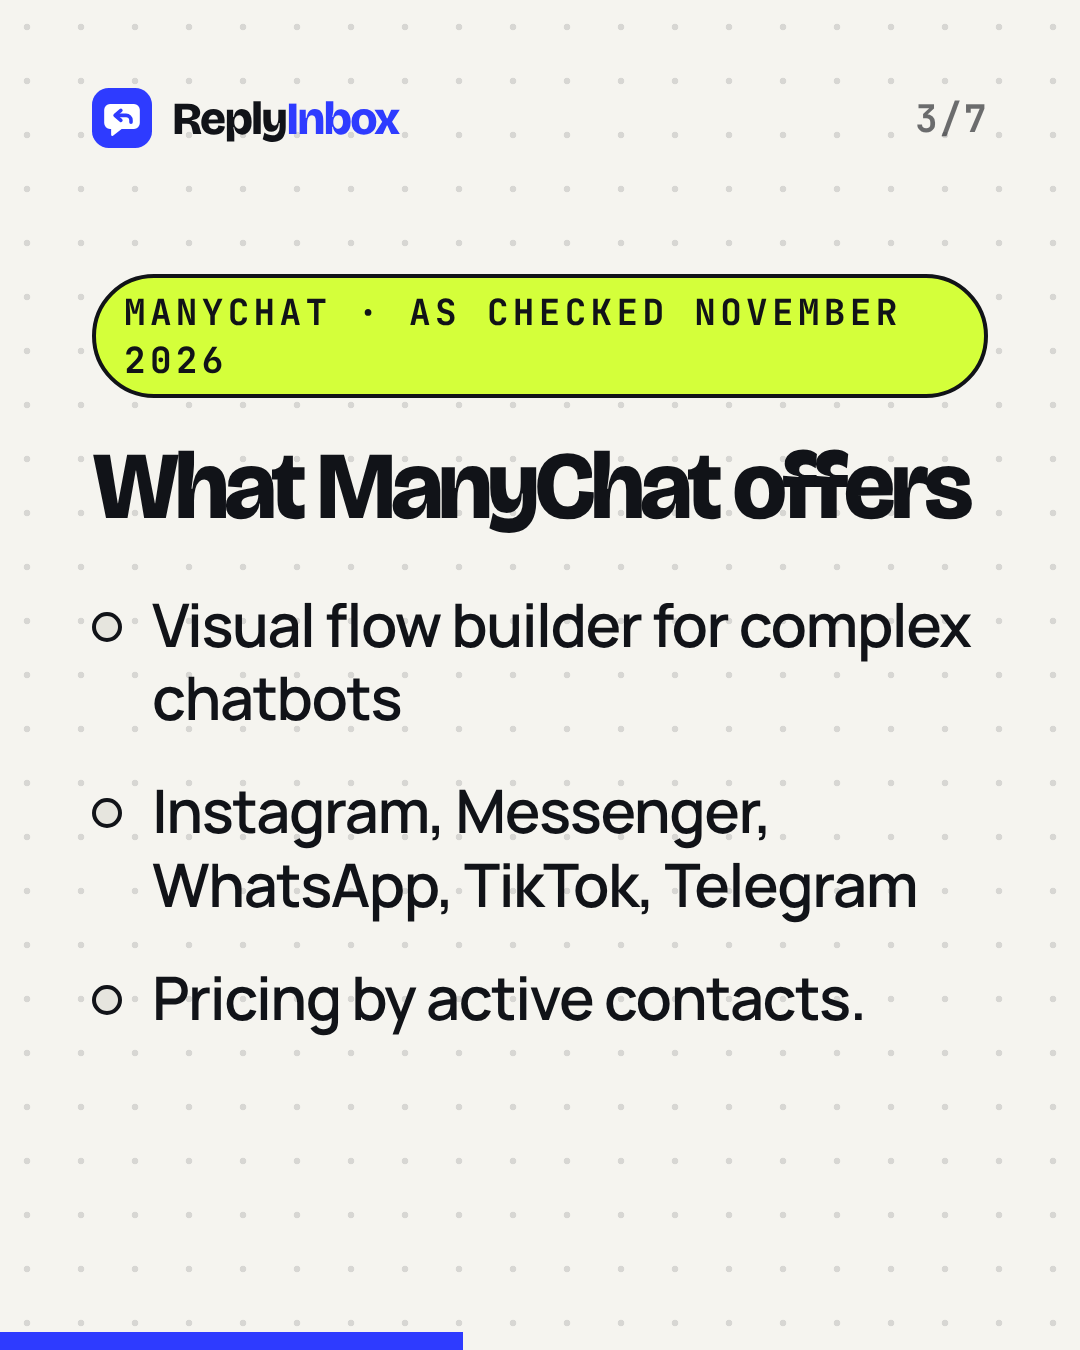 ReplyInbox
3/7
MANYCHAT · AS CHECKED NOVEMBER
2026
What ManyChat offers
Visual flow builder for complex
chatbots
Instagram, Messenger,
WhatsApp, TikTok, Telegram
Pricing by active contacts.